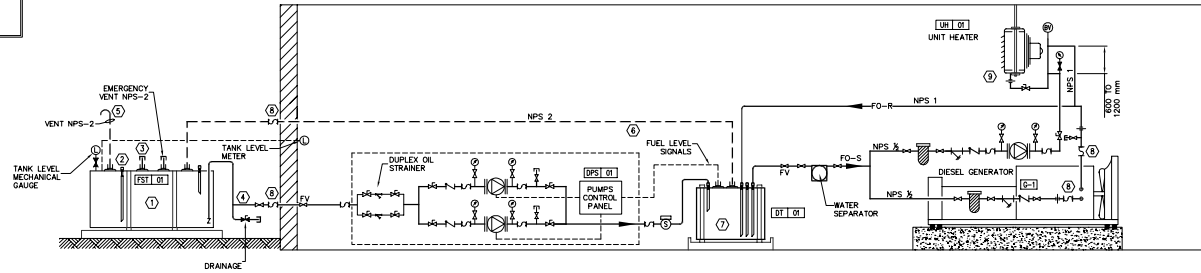 EMERGENCY
VENT NPS-2
5
VENT NPS-2
L
TANK LEVEL
MECHANICAL
GAUGE
2
3
FST 01
1
4
8
8
FV
DRAINAGE
TANK LEVEL
METER
L
NPS 2
6
DUPLEX OIL
STRAINER
DPS 01
PUMPS
CONTROL
PANEL
FUEL LEVEL
SIGNALS
S
7
DT 01
FV
WATER
SEPARATOR
FO-S
FO-R
NPS 1
UH 01
UNIT HEATER
9
BV
NPS 1
600 TO
1200 mm
NPS ½
NPS ½
DIESEL GENERATOR
G-1
8
8